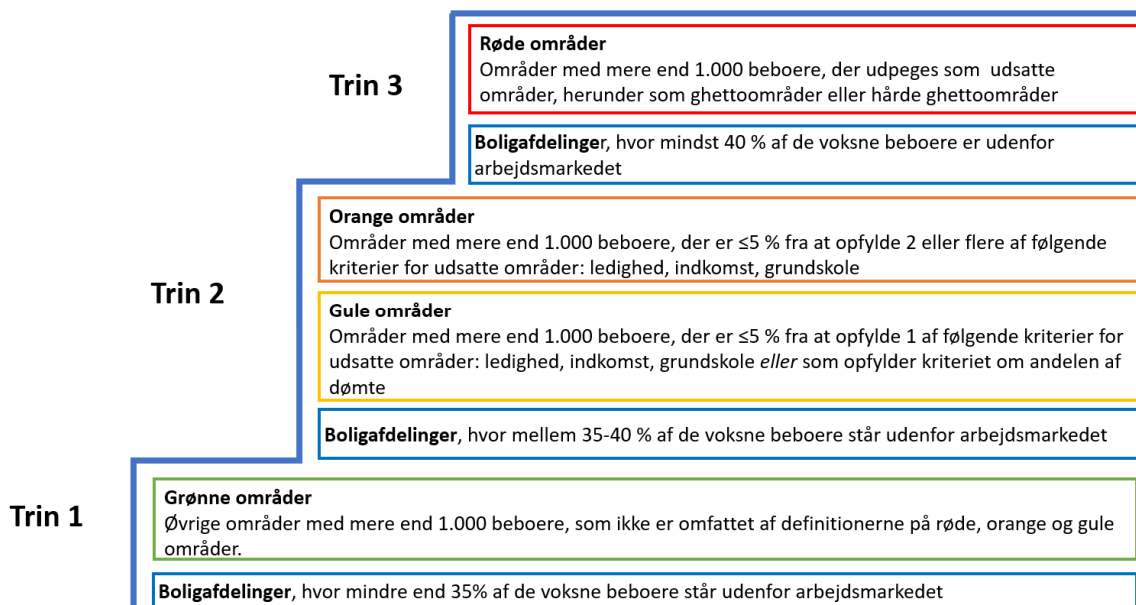 Trin 3
Røde områder
Områder med mere end 1.000 beboere, der udpeges som udsatte
områder, herunder som ghettoområder eller hårde ghettoområder
Boligafdelinger, hvor mindst 40 % af de voksne beboere er udenfor
arbejdsmarkedet
Trin 2
Orange områder
Områder med mere end 1.000 beboere, der er ≤5 % fra at opfylde 2 eller flere af følgende
kriterier for udsatte områder: ledighed, indkomst, grundskole
Gule områder
Områder med mere end 1.000 beboere, der er ≤5 % fra at opfylde 1 af følgende kriterier for
udsatte områder: ledighed, indkomst, grundskole eller som opfylder kriteriet om andelen af
dømte
Boligafdelinger, hvor mellem 35-40 % af de voksne beboere står udenfor arbejdsmarkedet
Trin 1
Grønne områder
Øvrige områder med mere end 1.000 beboere, som ikke er omfattet af definitionerne på røde, orange og gule
områder.
Boligafdelinger, hvor mindre end 35% af de voksne beboere står udenfor arbejdsmarkedet